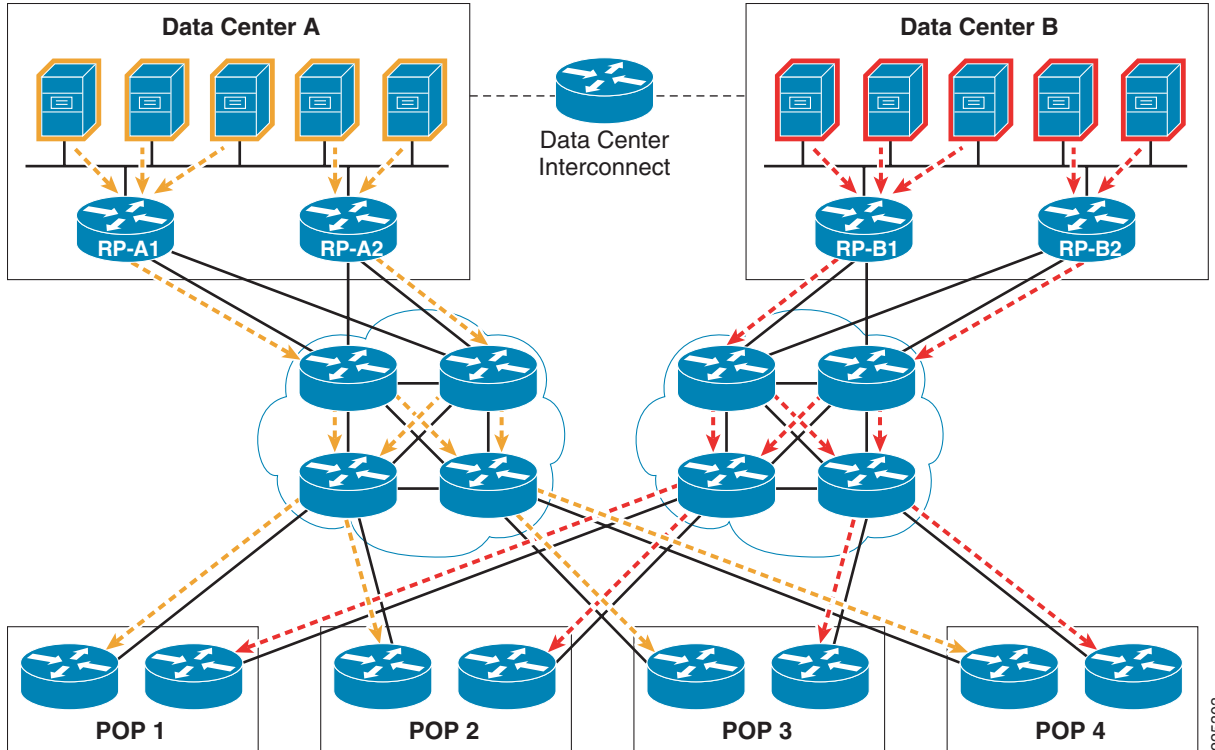 Data Center A
Data Center B
Data Center
Interconnect
RP-A1
RP-A2
RP-B1
RP-B2
POP 1
POP 2
POP 3
POP 4